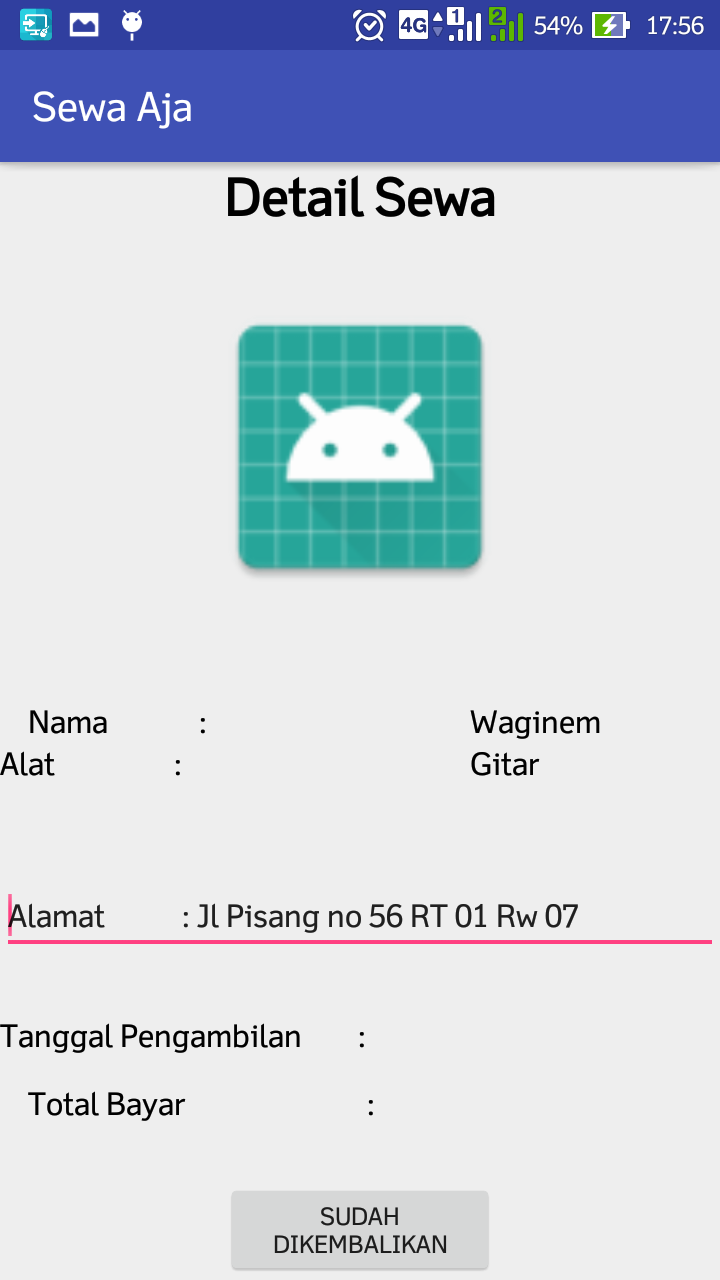 4G 1 2 54% 17:56
Sewa Aja
Detail Sewa
Nama : Waginem
Alat : Gitar
Alamat : Jl Pisang no 56 RT 01 Rw 07
Tanggal Pengambilan :
Total Bayar :
SUDAH
DIKEMBALIKAN